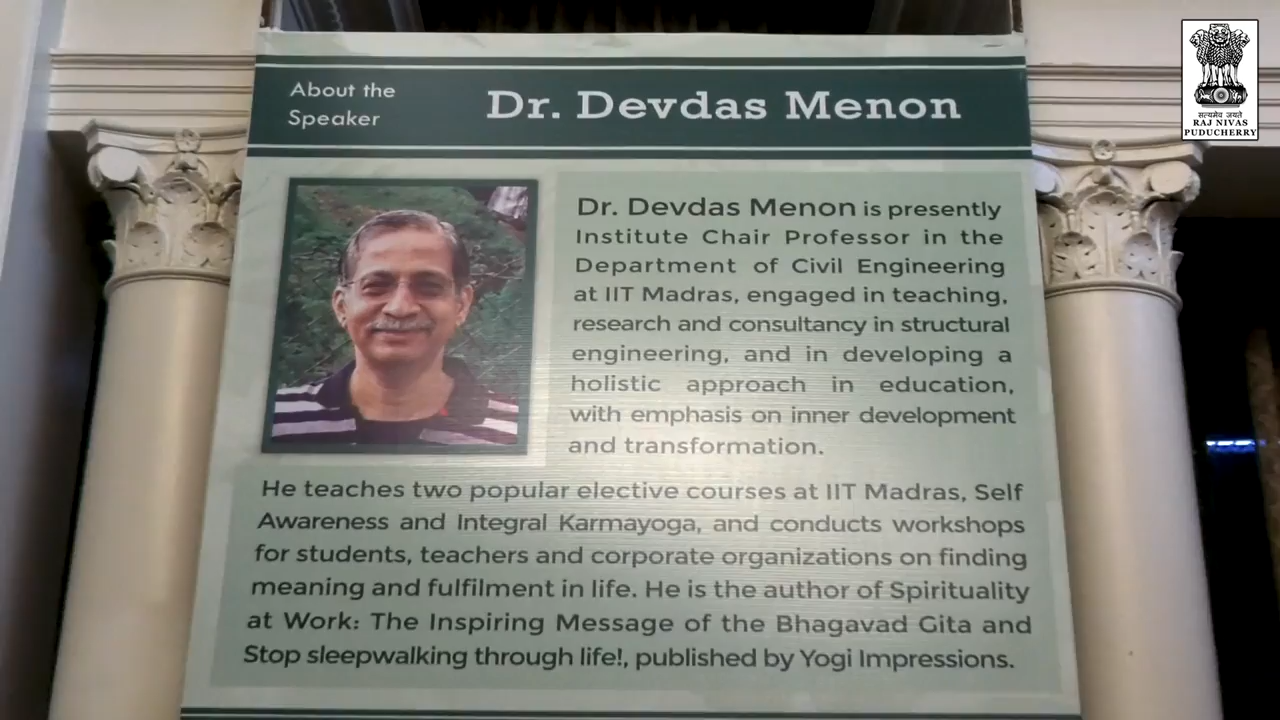 About the
Speaker
Dr. Devdas Menon
सत्यमेव जयते
RAJ NIVAS
PUDUCHERRY
Dr. Devdas Menon is presently
Institute Chair Professor in the
Department of Civil Engineering
at IIT Madras, engaged in teaching,
research and consultancy in structural
engineering, and in developing a
holistic approach in education,
with emphasis on inner development
and transformation.
He teaches two popular elective courses at IIT Madras, Self
Awareness and Integral Karmayoga, and conducts workshops
for students, teachers and corporate organizations on finding
meaning and fulfilment in life. He is the author of Spirituality
at Work: The Inspiring Message of the Bhagavad Gita and
Stop sleepwalking through life!, published by Yogi Impressions.